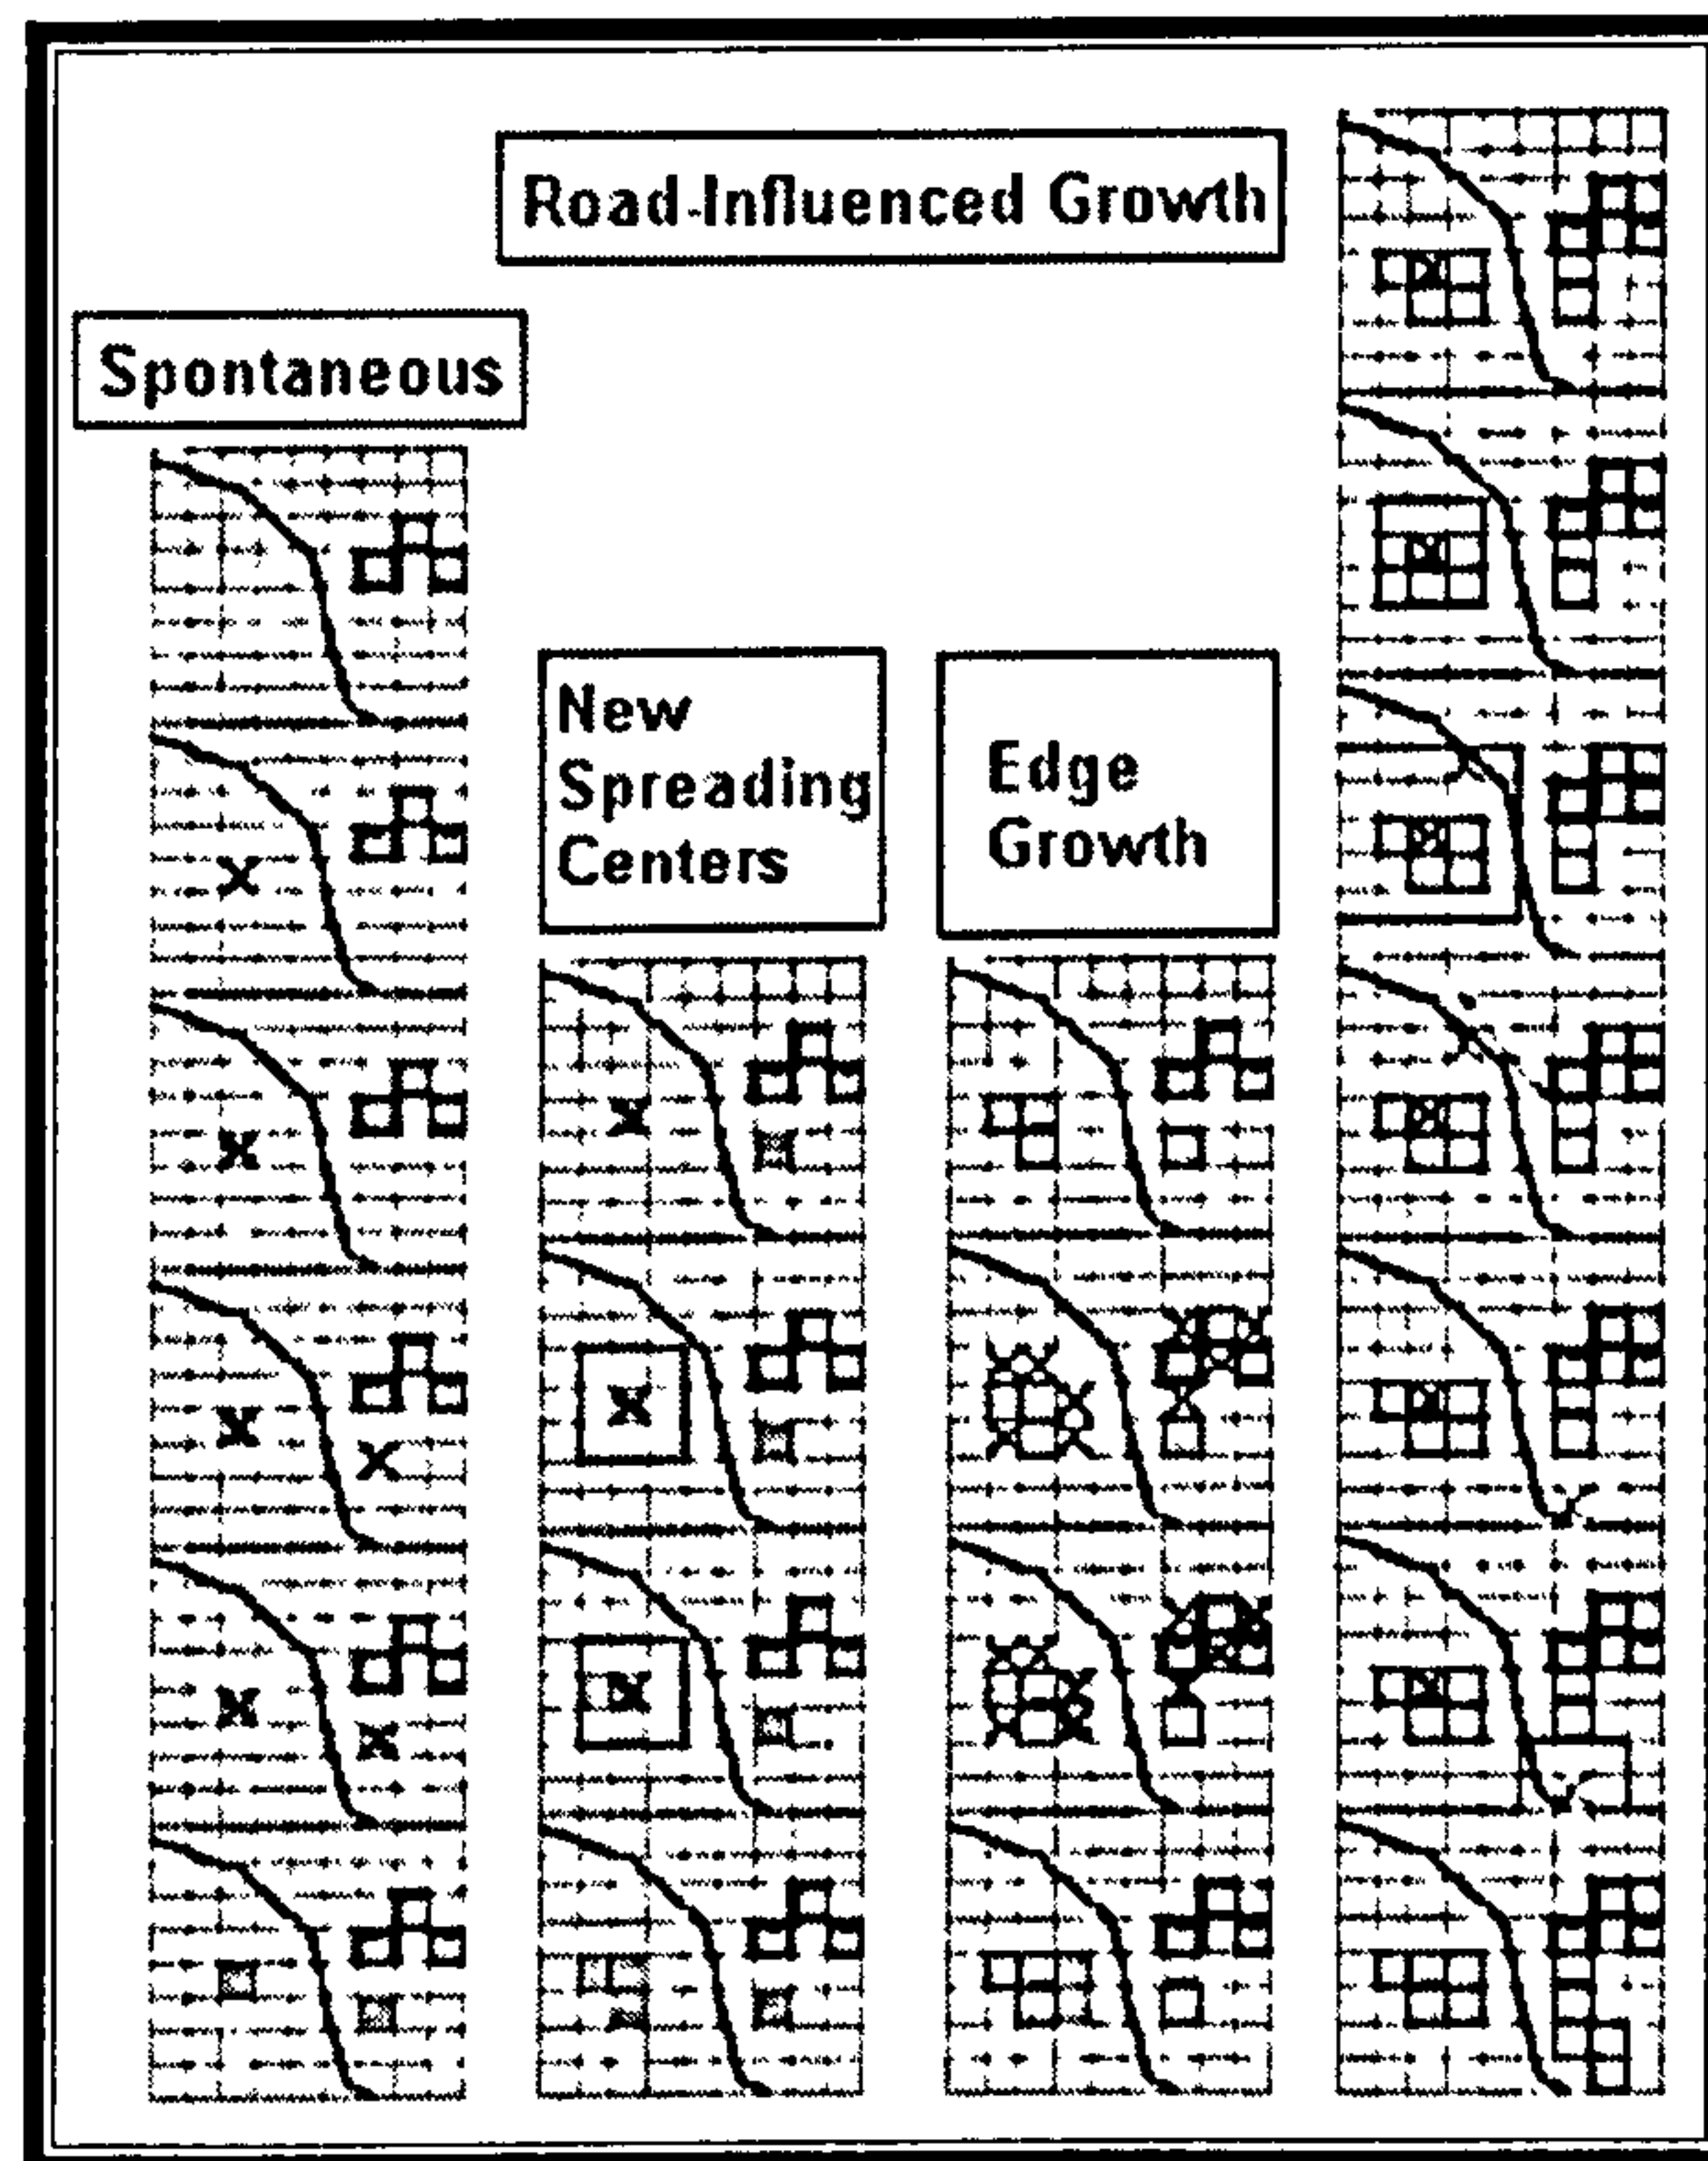 Road-Influenced Growth
Spontaneous
New
Spreading
Centers
Edge
Growth